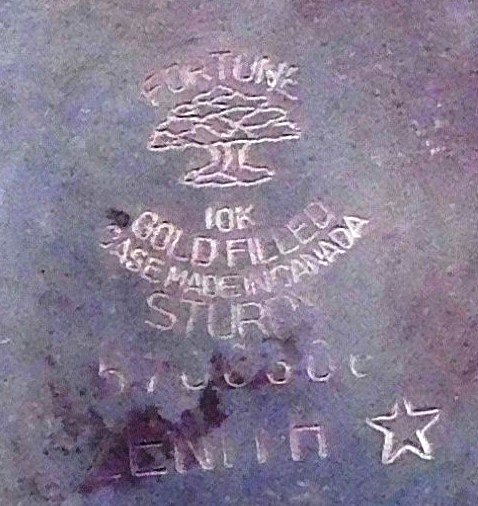 FORTUNE
10K
GOLD FILLED
CASE MADE IN CANADA
ZENITH